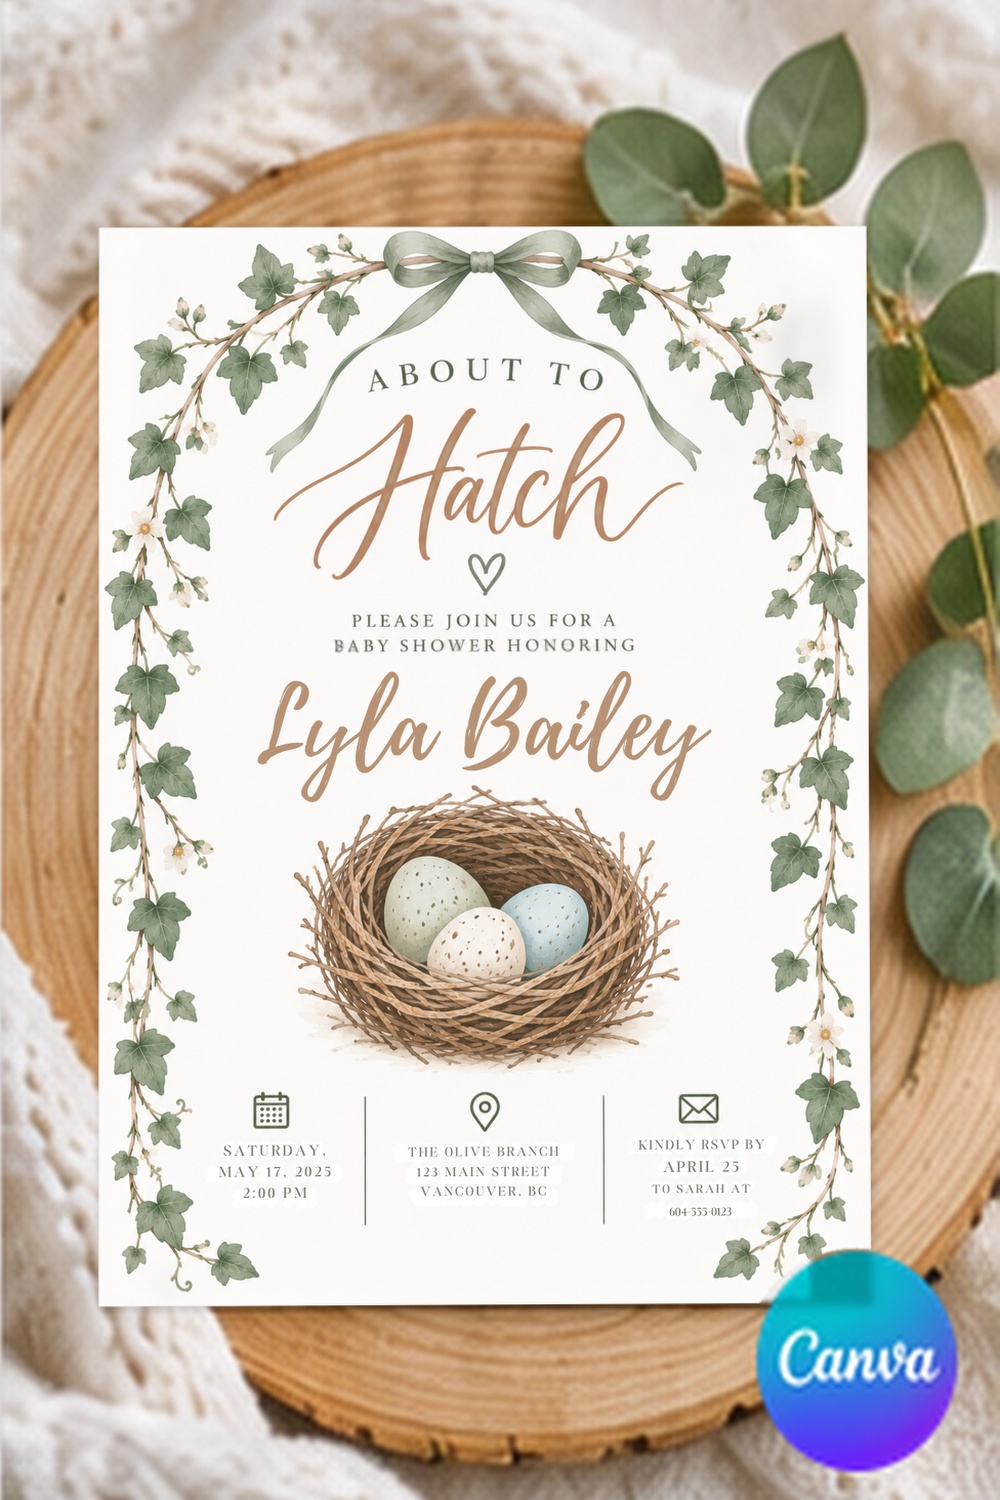 ABOUT TO
Hatch
PLEASE JOIN US FOR A
BABY SHOWER HONORING
Lyla Bailey
SATURDAY,
MAY 17, 2025
2:00 PM
THE OLIVE BRANCH
123 MAIN STREET
VANCOUVER, BC
KINDLY RSVP BY
APRIL 25
TO SARAH AT
604-555-0123
Canva